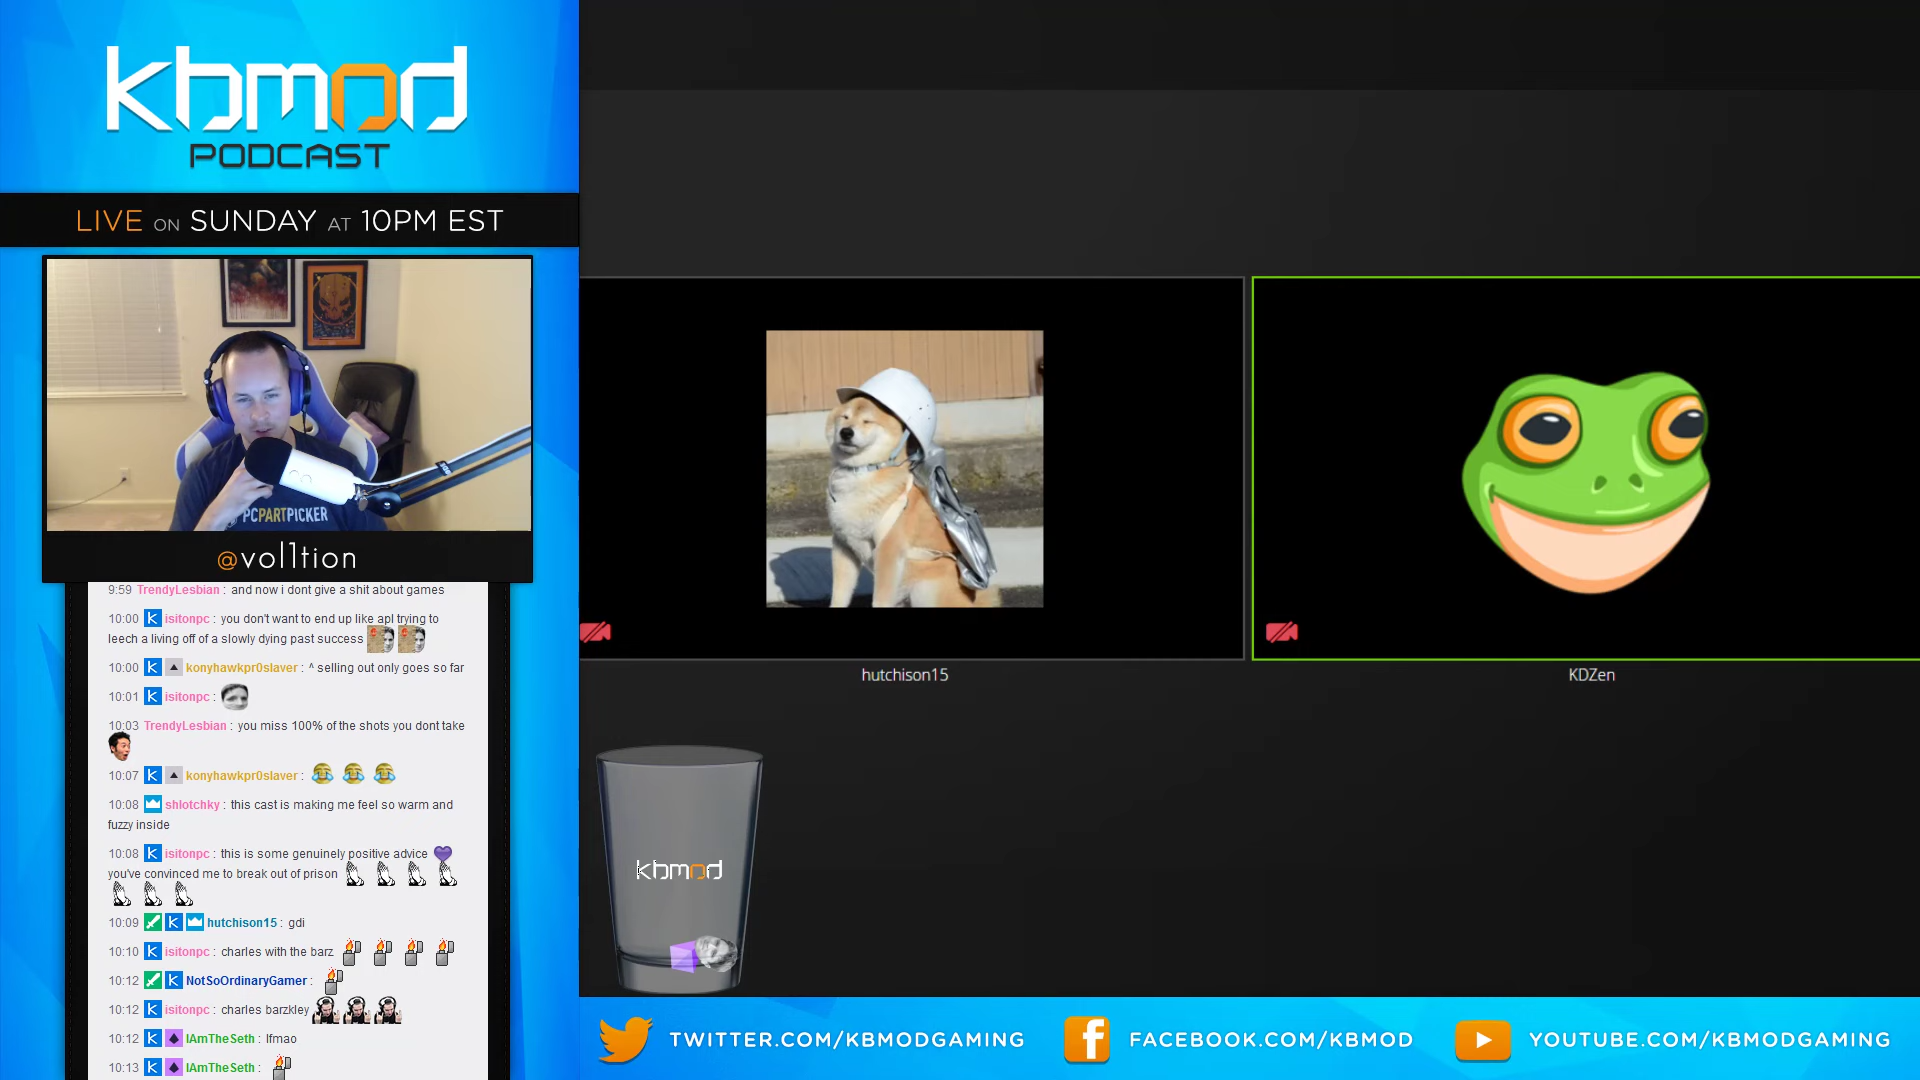 kbmod
PODCAST
LIVE ON SUNDAY AT 10PM EST
PCPARTPICKER
@vol1tion
9:59 TrendyLesbian : and now i dont give a shit about games
10:00 isitonpc : you don't want to end up like apl trying to
leech a living off of a slowly dying past success
10:00 konyhawkpr0slaver : ^ selling out only goes so far
10:01 isitonpc :
10:03 TrendyLesbian : you miss 100% of the shots you dont take
10:07 konyhawkpr0slaver :
10:08 shlotchky : this cast is making me feel so warm and
fuzzy inside
10:08 isitonpc : this is some genuinely positive advice
you've convinced me to break out of prison
10:09 hutchison15 : gdi
10:10 isitonpc : charles with the barz
10:12 NotSoOrdinaryGamer :
10:12 isitonpc : charles barzkley
10:12 IAmTheSeth : lfmao
10:13 IAmTheSeth :
hutchison15
KDZen
kbmod
TWITTER.COM/KBMODGAMING
FACEBOOK.COM/KBMOD
YOUTUBE.COM/KBMODGAMING